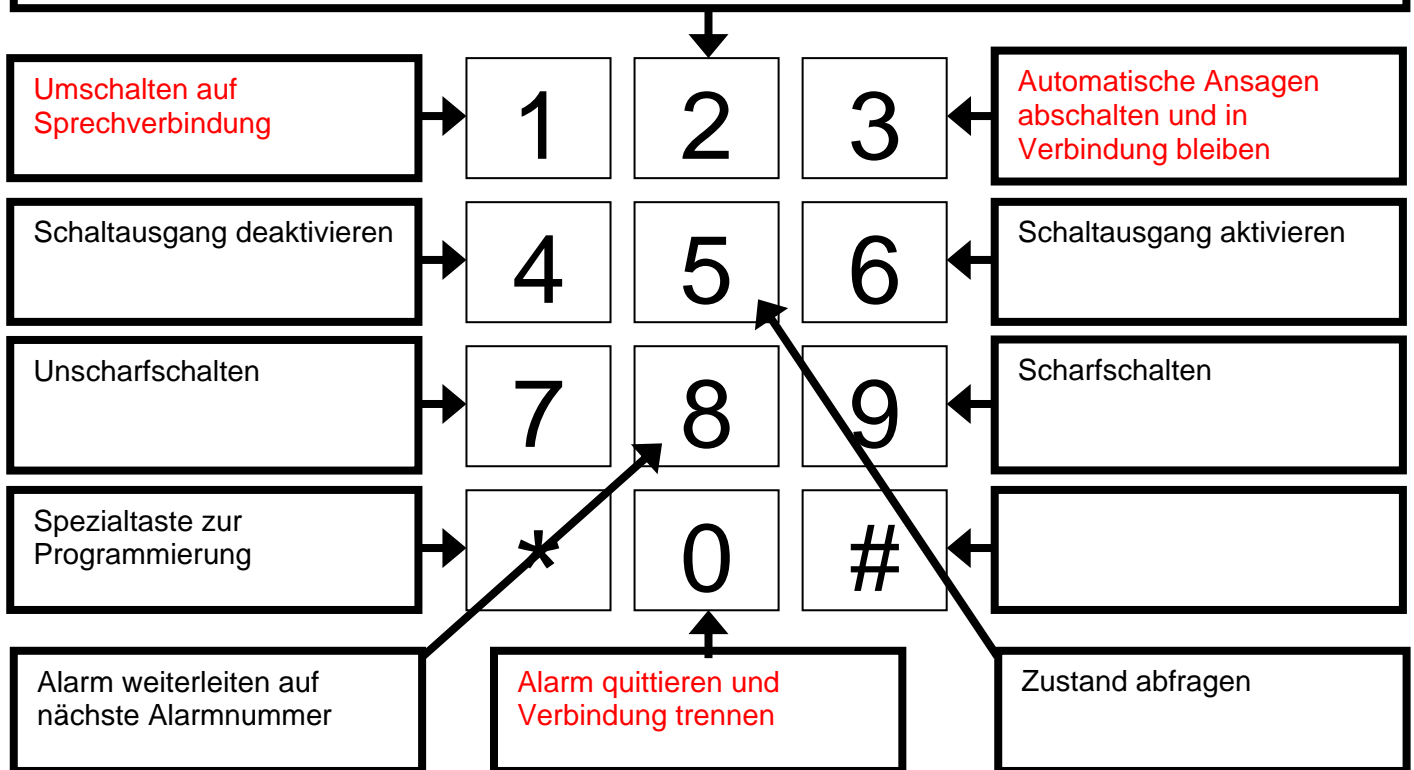 Umschalten auf
Sprechverbindung
1
2
3
Automatische Ansagen
abschalten und in
Verbindung bleiben
Schaltausgang deaktivieren
4
5
6
Schaltausgang aktivieren
Unscharfschalten
7
8
9
Scharfschalten
Spezialtaste zur
Programmierung
*
0
#
Alarm weiterleiten auf
nächste Alarmnummer
Alarm quittieren und
Verbindung trennen
Zustand abfragen